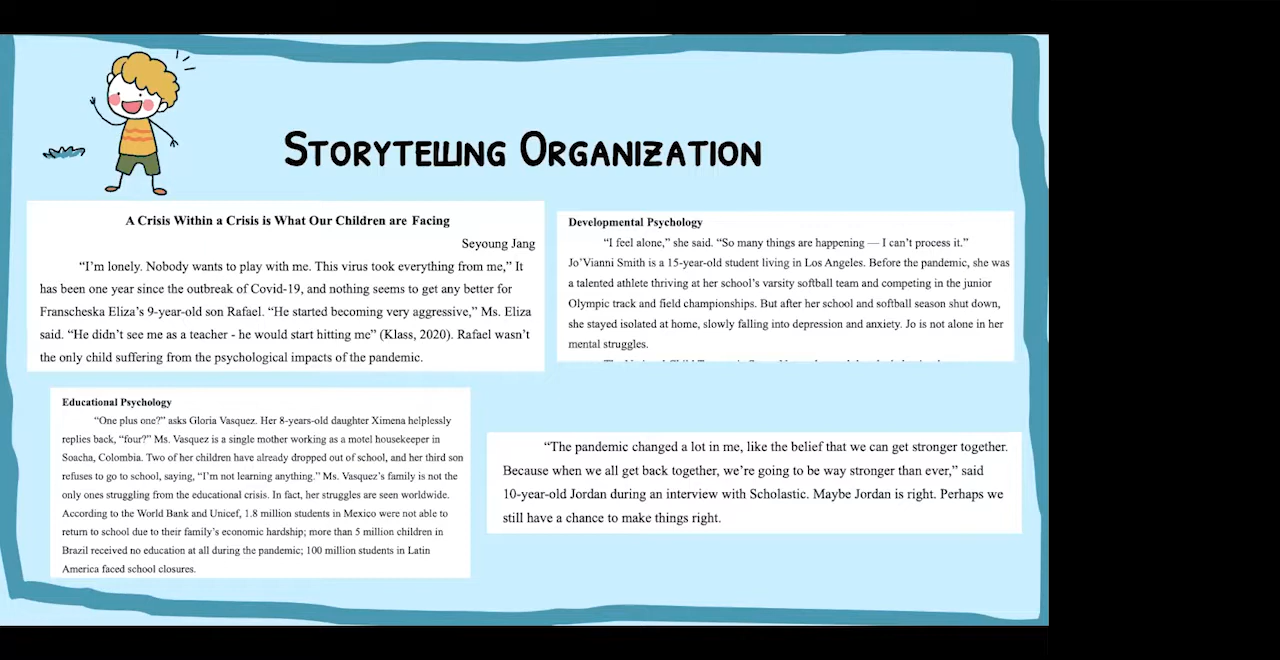 STORYTELLING ORGANIZATION
A Crisis Within a Crisis is What Our Children are Facing
Seyoung Jang
“I’m lonely. Nobody wants to play with me. This virus took everything from me,” It
has been one year since the outbreak of Covid-19, and nothing seems to get any better for
Franscheska Eliza’s 9-year-old son Rafael. “He started becoming very aggressive,” Ms. Eliza
said. “He didn’t see me as a teacher - he would start hitting me” (Klass, 2020). Rafael wasn’t
the only child suffering from the psychological impacts of the pandemic.
Developmental Psychology
“I feel alone,” she said. “So many things are happening — I can’t process it.”
Jo’Vianni Smith is a 15-year-old student living in Los Angeles. Before the pandemic, she was
a talented athlete thriving at her school’s varsity softball team and competing in the junior
Olympic track and field championships. But after her school and softball season shut down,
she stayed isolated at home, slowly falling into depression and anxiety. Jo is not alone in her
mental struggles.
Educational Psychology
“One plus one?” asks Gloria Vasquez. Her 8-years-old daughter Ximena helplessly
replies back, “four?” Ms. Vasquez is a single mother working as a motel housekeeper in
Soacha, Colombia. Two of her children have already dropped out of school, and her third son
refuses to go to school, saying, “I’m not learning anything.” Ms. Vasquez’s family is not the
only ones struggling from the educational crisis. In fact, her struggles are seen worldwide.
According to the World Bank and Unicef, 1.8 million students in Mexico were not able to
return to school due to their family’s economic hardship; more than 5 million children in
Brazil received no education at all during the pandemic; 100 million students in Latin
America faced school closures.
“The pandemic changed a lot in me, like the belief that we can get stronger together.
Because when we all get back together, we’re going to be way stronger than ever,” said
10-year-old Jordan during an interview with Scholastic. Maybe Jordan is right. Perhaps we
still have a chance to make things right.